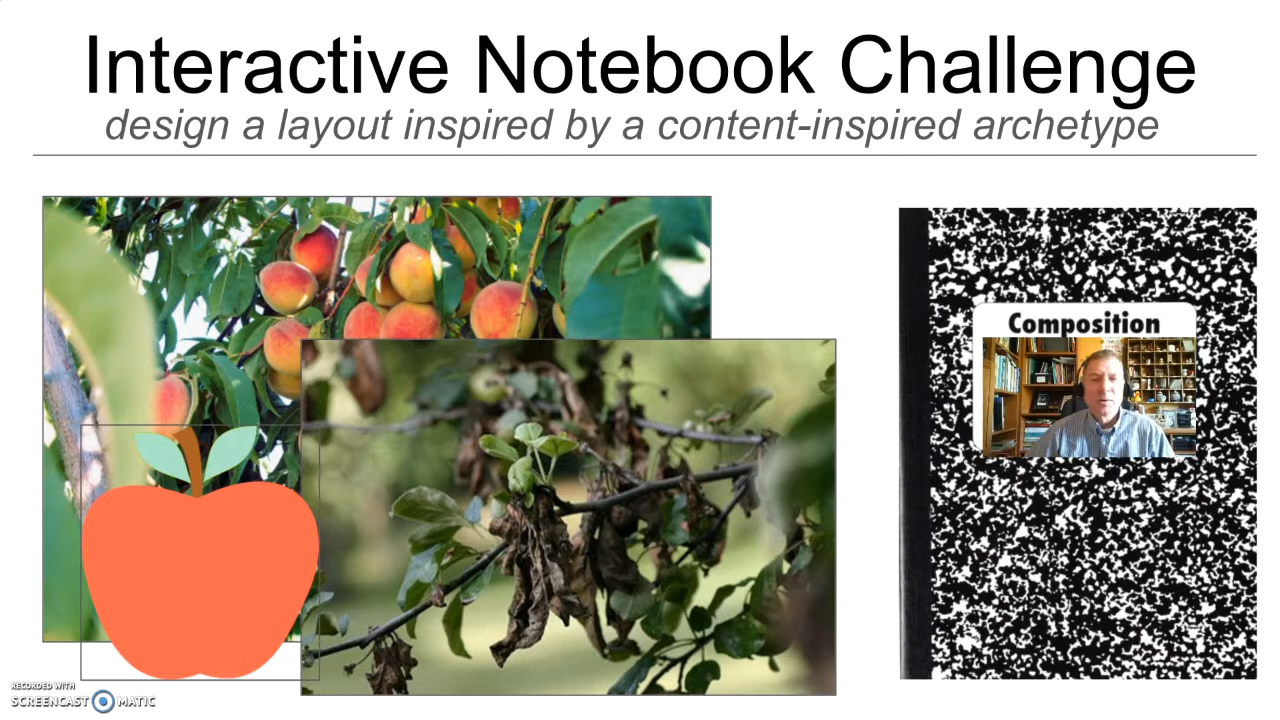 Interactive Notebook Challenge
design a layout inspired by a content-inspired archetype
Composition
RECORDED WITH
SCREENCAST MATIC